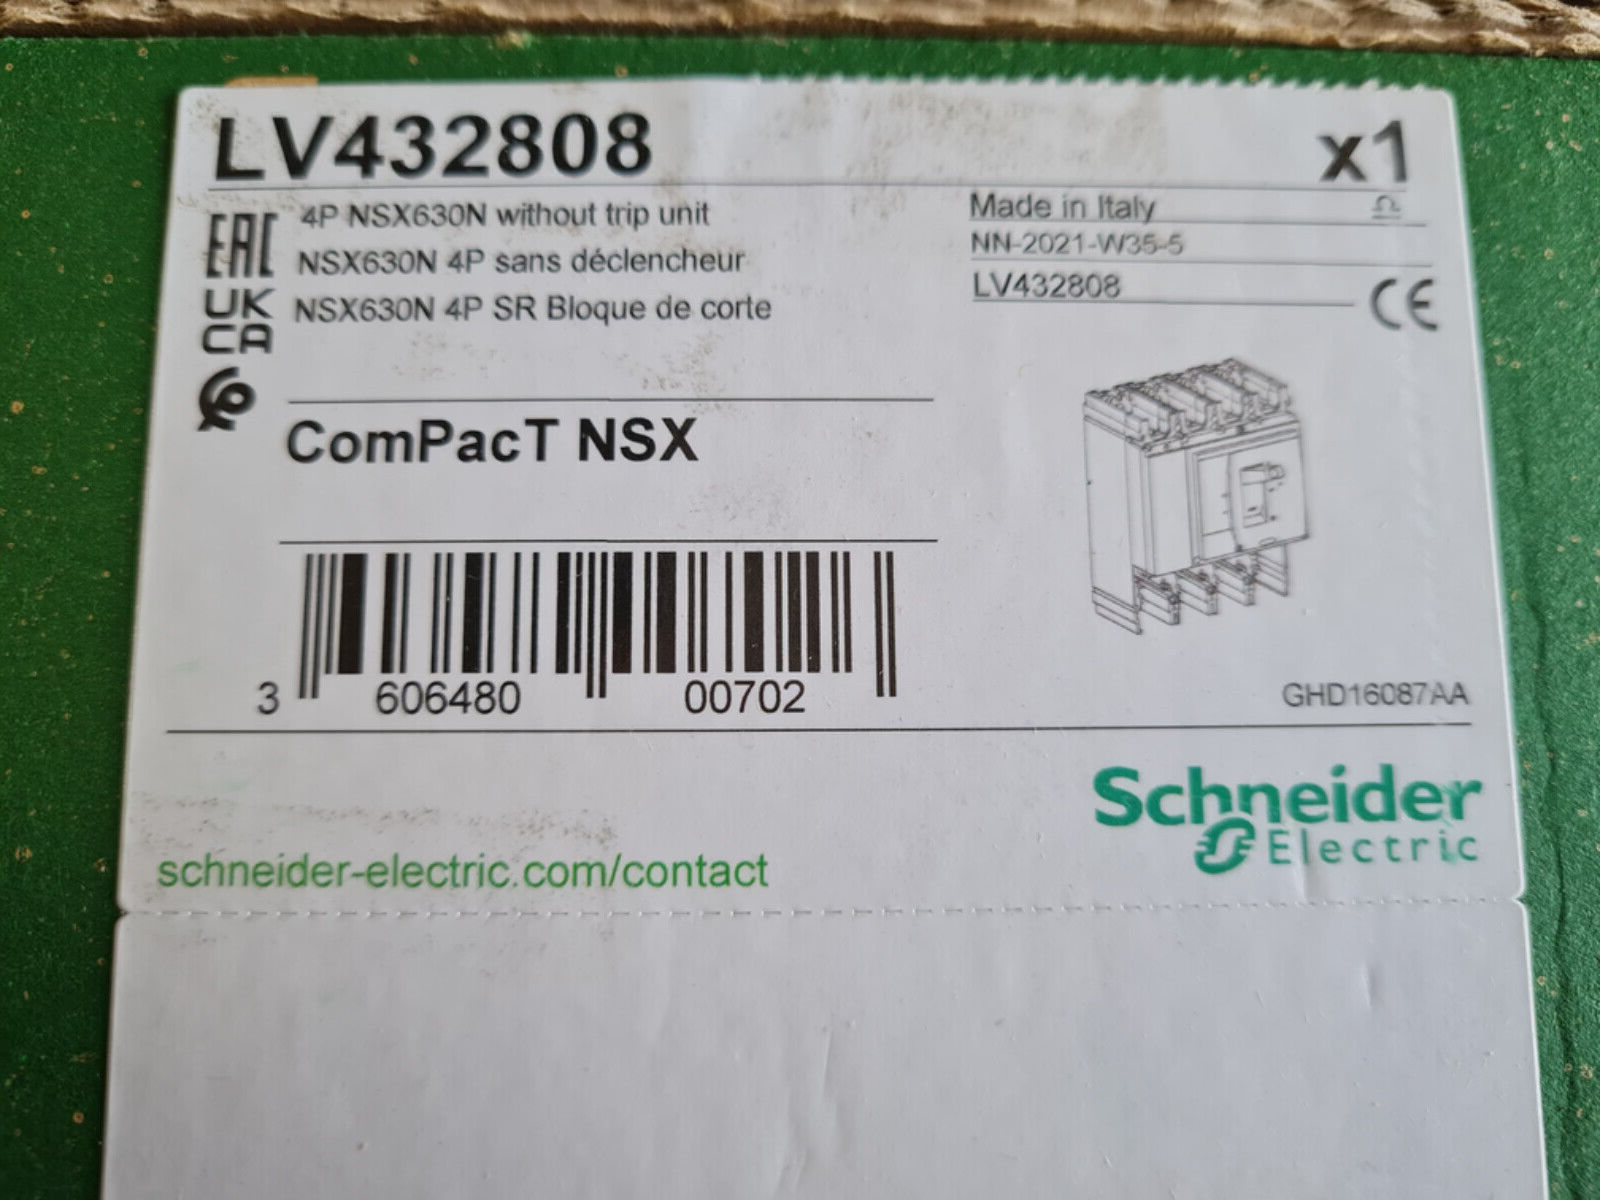 LV432808
x1
4P NSX630N without trip unit
NSX630N 4P sans déclencheur
NSX630N 4P SR Bloque de corte
EAC
UK
CA
Made in Italy
NN-2021-W35-5
LV432808
CE
ComPacT NSX
3 606480 00702
GHD16087AA
Schneider
Electric
schneider-electric.com/contact